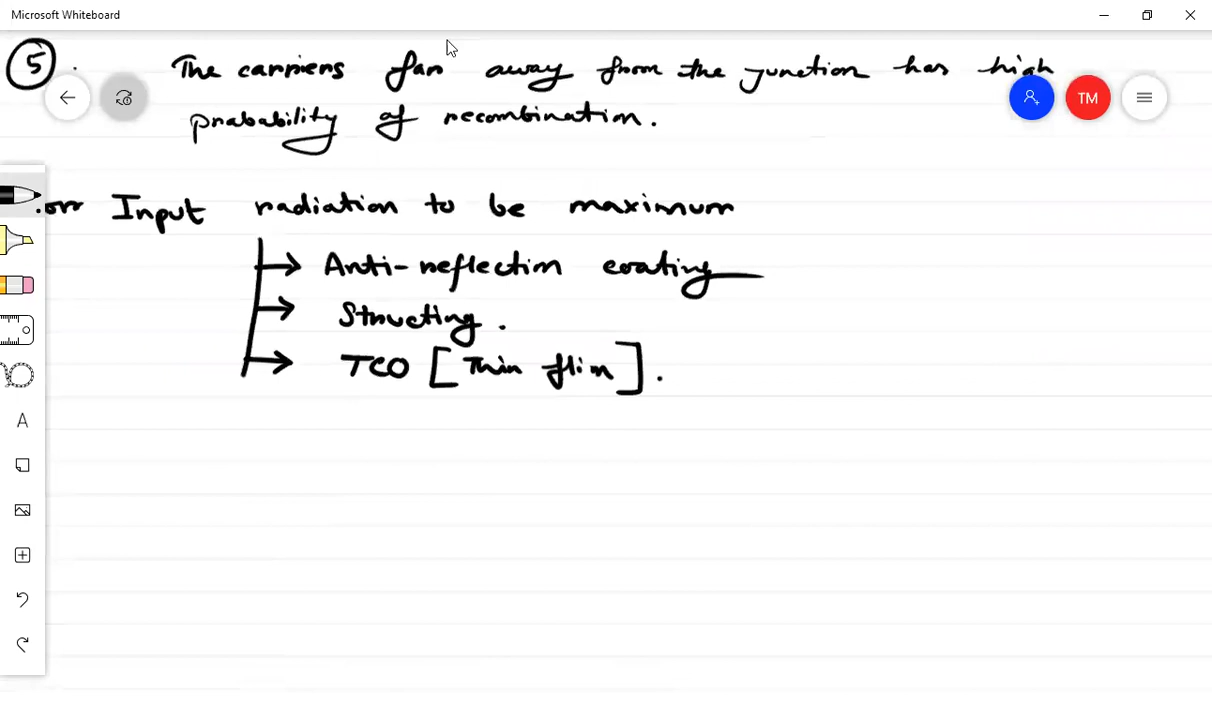 Microsoft Whiteboard
5. The carriers far away from the junction has high
probability of recombination.
TM
Input radiation to be maximum
→ Anti-reflection coating
→ Structing.
→ TCO [Thin flim].
A